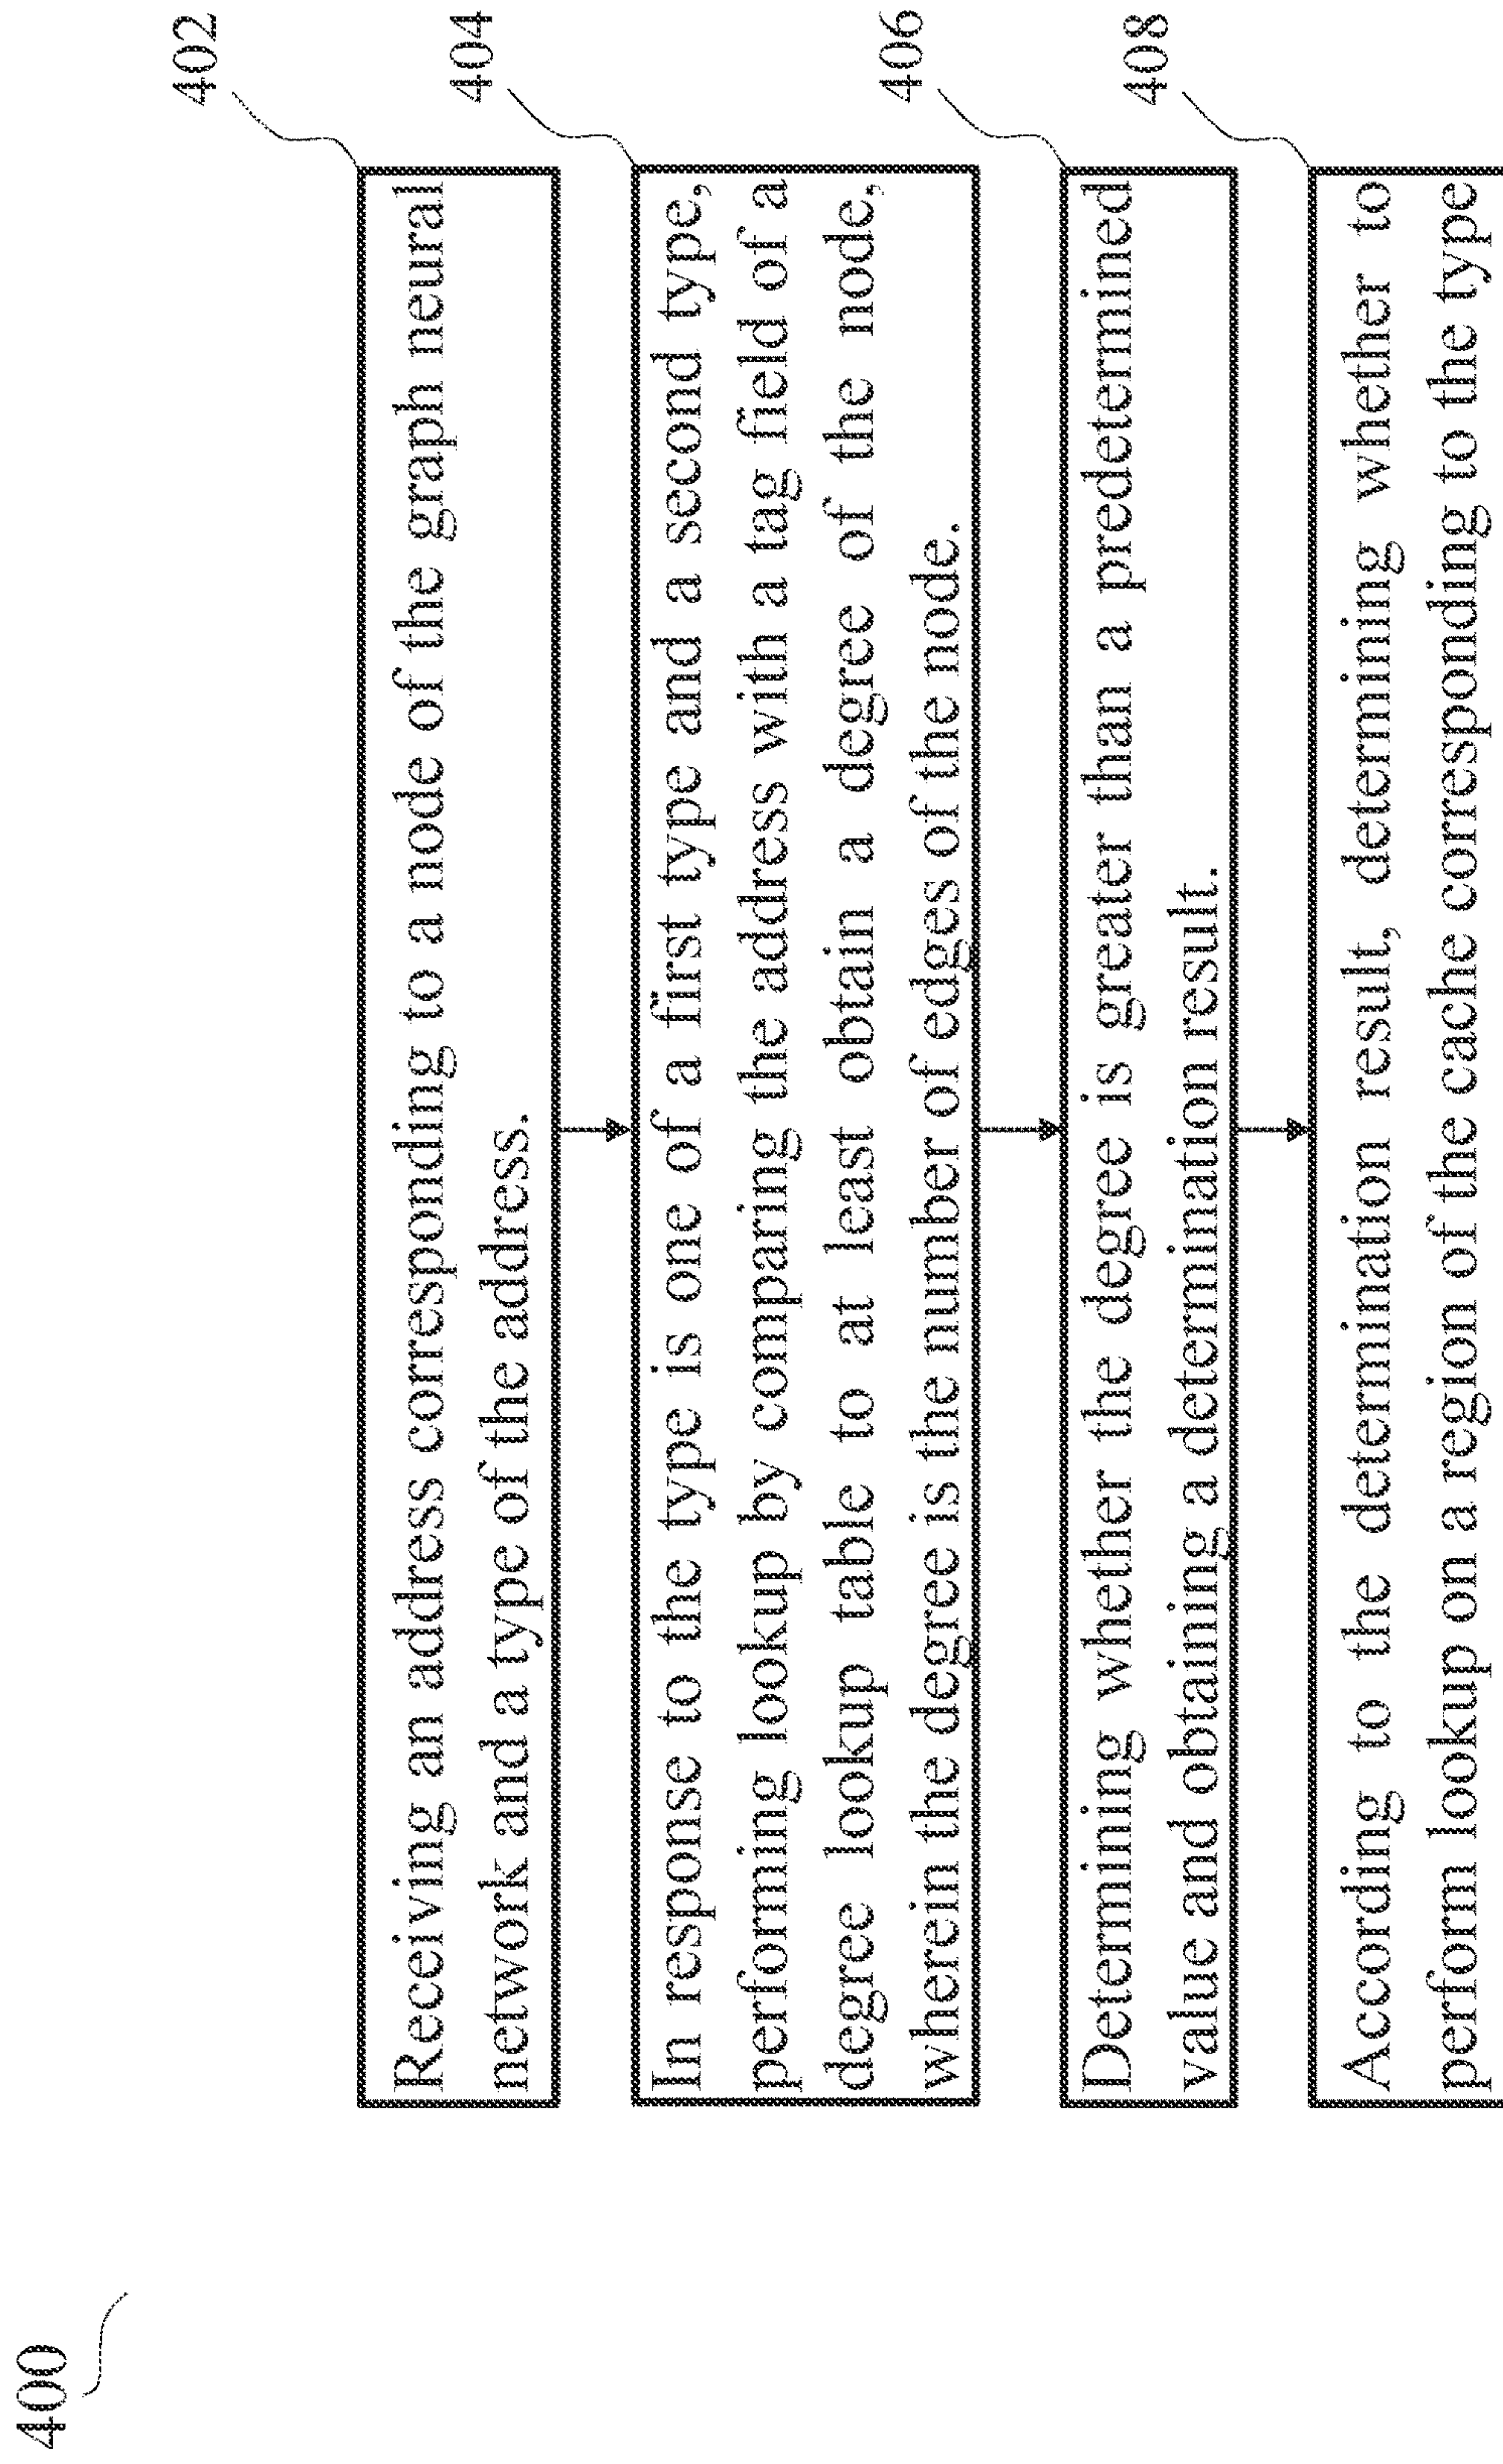 400
402
Receiving an address corresponding to a node of the graph neural
network and a type of the address.
404
In response to the type is one of a first type and a second type,
performing lookup by comparing the address with a tag field of a
degree lookup table to at least obtain a degree of the node,
wherein the degree is the number of edges of the node.
406
Determining whether the degree is greater than a predetermined
value and obtaining a determination result.
408
According to the determination result, determining whether to
perform lookup on a region of the cache corresponding to the type